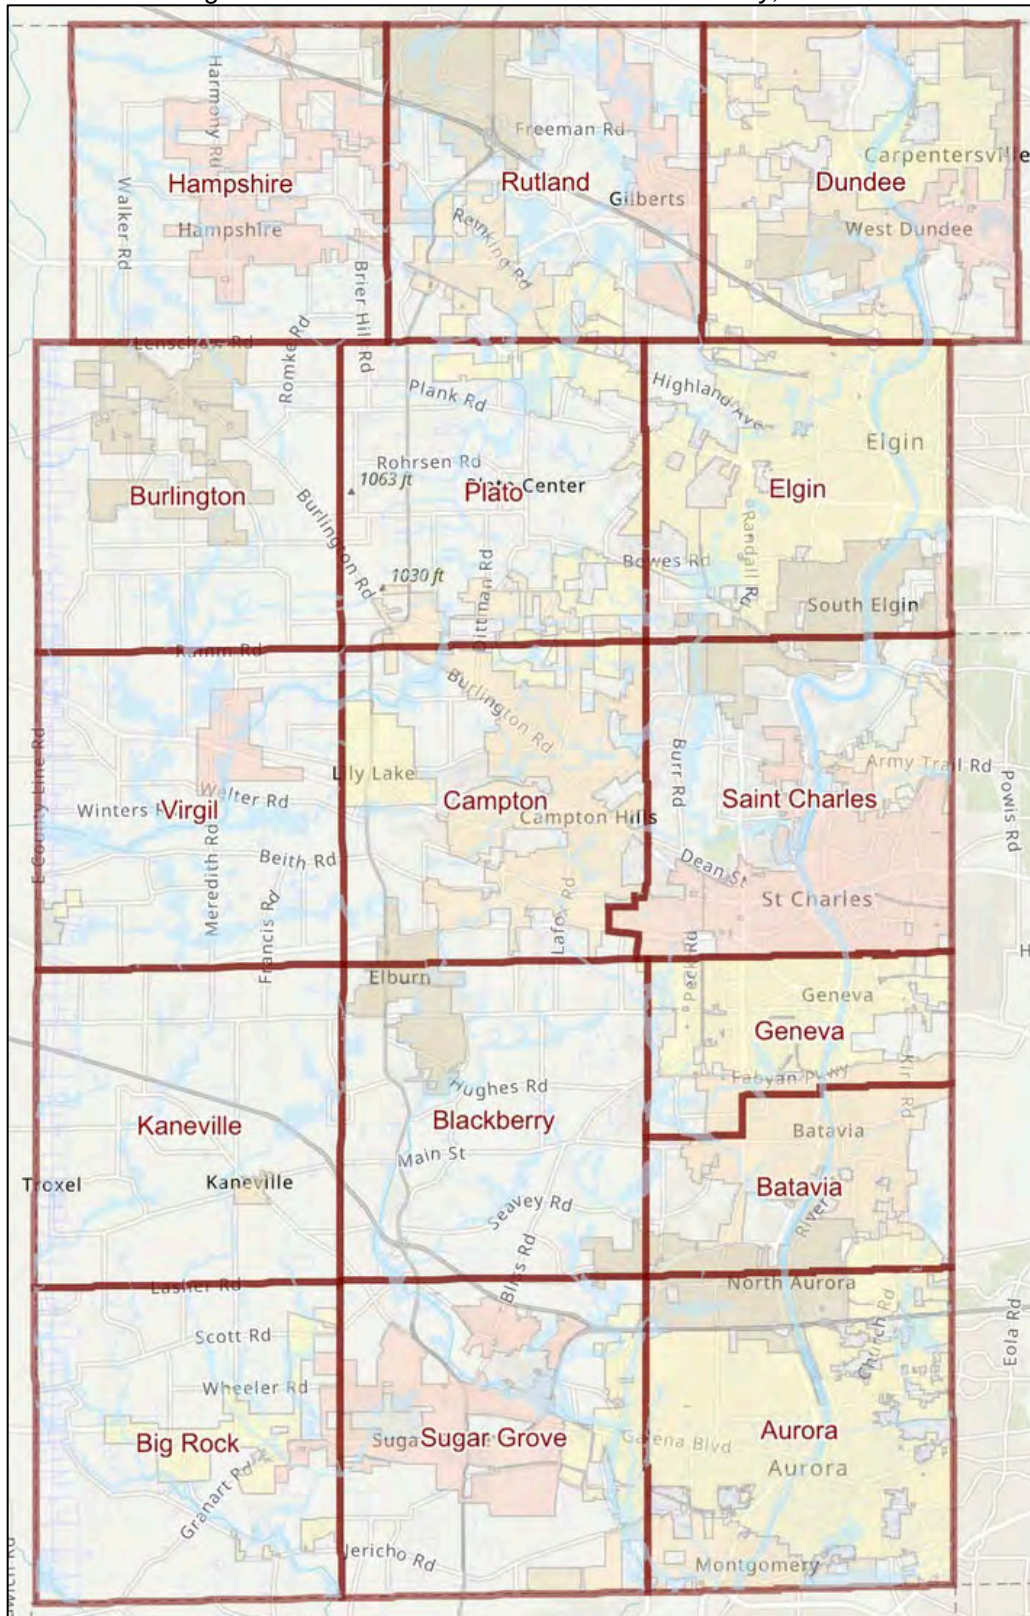 Harmony Rd
Freeman Rd
Carpentersville
Hampshire
Rutland
Dundee
Gilberts
Walker Rd
Hampshire
Reinking Rd
West Dundee
Brier Hill Rd
Romke Rd
Plank Rd
Highland Ave
Elgin
Rohrsen Rd
1063 ft
Burlington
Plato
Center
Elgin
Burlington Rd
Randall Rd
Bowes Rd
1030 ft
Dittman Rd
South Elgin
Ramm Rd
Burlington Rd
E County Line Rd
Burr Rd
Army Trail Rd
Powis Rd
Lily Lake
Welter Rd
Virgil
Campton
Saint Charles
Campton Hills
Meredith Rd
Beith Rd
Dean St
St Charles
Francis Rd
Lafox Rd
Peck Rd
Elburn
Geneva
Geneva
Fabyan Pkwy
Hughes Rd
Kaneville
Blackberry
Batavia
Main St
Troxel
Kaneville
Batavia
Seavey Rd
River
Bliss Rd
Lasher Rd
North Aurora
Church Rd
Eola Rd
Scott Rd
Wheeler Rd
Big Rock
Sugar Grove
Galena Blvd
Aurora
Aurora
Granart Rd
Jericho Rd
Montgomery